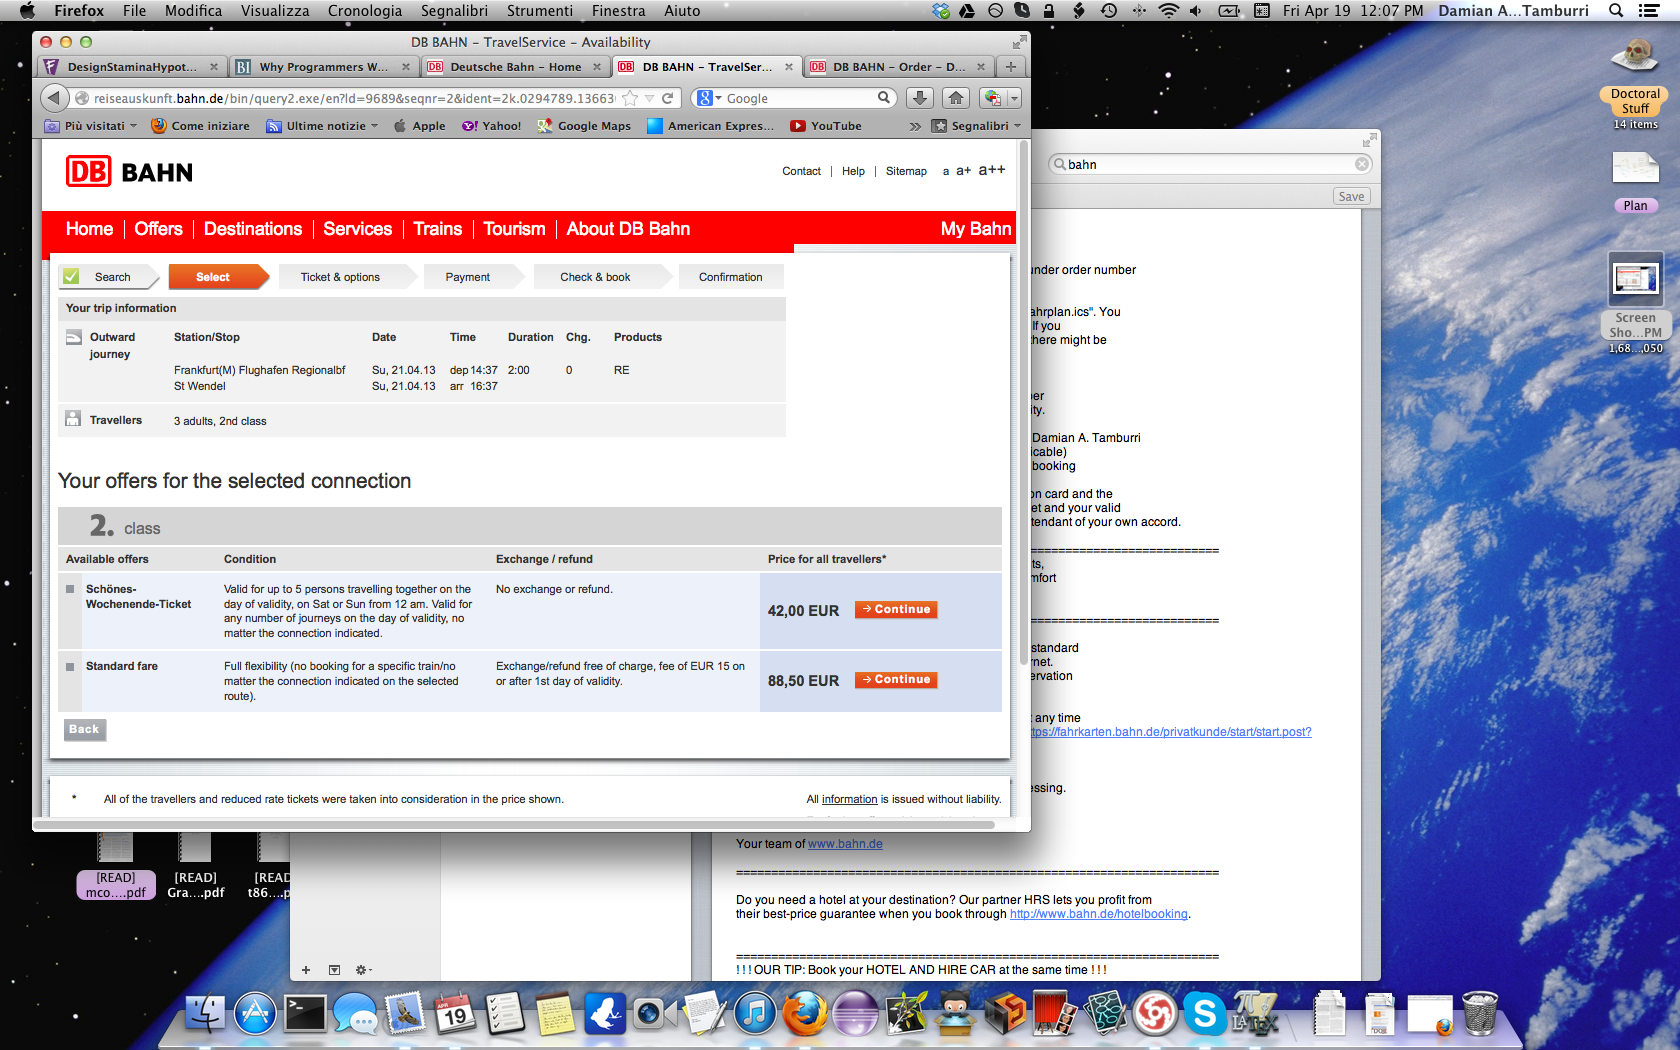 Firefox File Modifica Visualizza Cronologia Segnalibri Strumenti Finestra Aiuto
Fri Apr 19 12:07 PM Damian A...Tamburri
DB BAHN - TravelService - Availability
DesignStaminaHypot...
BI Why Programmers W...
DB Deutsche Bahn - Home
DB DB BAHN - TravelSer...
DB DB BAHN - Order - D...
reiseauskunft.bahn.de/bin/query2.exe/en?ld=9689&seqnr=2&ident=2k.0294789.13663
Google
Più visitati Come iniziare Ultime notizie Apple Yahoo! Google Maps American Expres... YouTube » Segnalibri
DB BAHN
Contact | Help | Sitemap a a+ a++
Home | Offers | Destinations | Services | Trains | Tourism | About DB Bahn
My Bahn
Search Select Ticket & options Payment Check & book Confirmation
Your trip information
Outward journey
Station/Stop Date Time Duration Chg. Products
Frankfurt(M) Flughafen Regionalbf Su, 21.04.13 dep 14:37 2:00 0 RE
St Wendel Su, 21.04.13 arr 16:37
Travellers 3 adults, 2nd class
Your offers for the selected connection
2. class
Available offers Condition Exchange / refund Price for all travellers*
Schönes-
Wochenende-Ticket
Valid for up to 5 persons travelling together on the
day of validity, on Sat or Sun from 12 am. Valid for
any number of journeys on the day of validity, no
matter the connection indicated.
No exchange or refund.
42,00 EUR
Continue
Standard fare
Full flexibility (no booking for a specific train/no
matter the connection indicated on the selected
route).
Exchange/refund free of charge, fee of EUR 15 on
or after 1st day of validity.
88,50 EUR
Continue
Back
* All of the travellers and reduced rate tickets were taken into consideration in the price shown.
All information is issued without liability.
bahn
Save
under order number
ahrplan.ics". You
If you
there might be
ity.
Damian A. Tamburri
icable)
booking
on card and the
et and your valid
tendant of your own accord.
===========================
ts,
mfort
===========================
standard
rnet.
ervation
t any time
ttps://fahrkarten.bahn.de/privatkunde/start/start.post?
essing.
Your team of www.bahn.de
=====================================================================
Do you need a hotel at your destination? Our partner HRS lets you profit from
their best-price guarantee when you book through http://www.bahn.de/hotelbooking.
=====================================================================
! ! ! OUR TIP: Book your HOTEL AND HIRE CAR at the same time ! ! !
Doctoral
Stuff
14 items
Plan
Screen
Sho...PM
1,68...,050
[READ]
mco....pdf
[READ]
Gra....pdf
[READ
t86....p
APR
19
LATEX